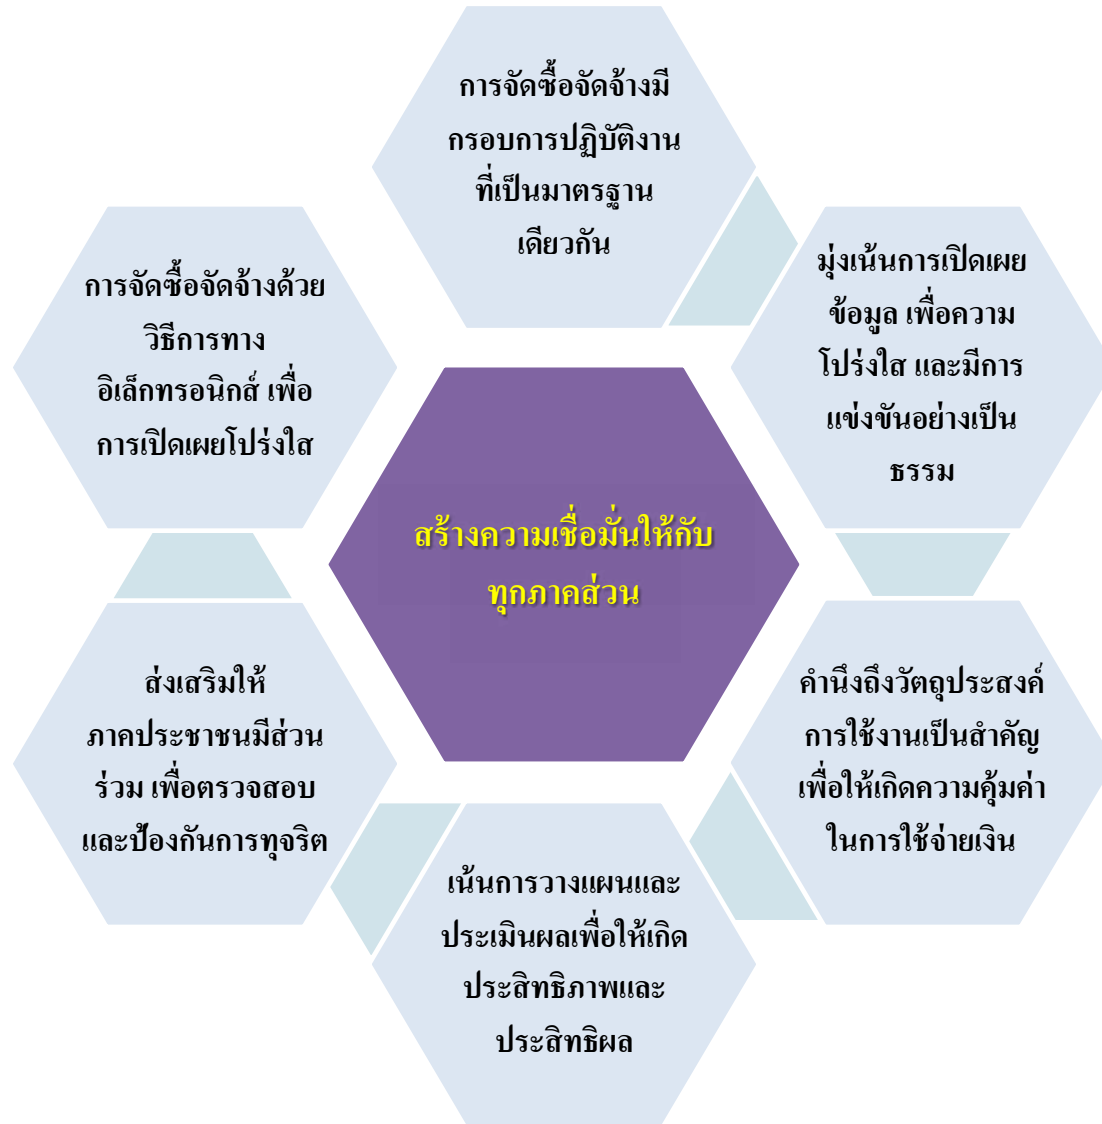 การจัดซื้อจัดจ้างมี
กรอบการปฏิบัติงาน
ที่เป็นมาตรฐาน
เดียวกัน
มุ่งเน้นการเปิดเผย
ข้อมูล เพื่อความ
โปร่งใส และมีการ
แข่งขันอย่างเป็น
ธรรม
คำนึงถึงวัตถุประสงค์
การใช้งานเป็นสำคัญ
เพื่อให้เกิดความคุ้มค่า
ในการใช้จ่ายเงิน
เน้นการวางแผนและ
ประเมินผลเพื่อให้เกิด
ประสิทธิภาพและ
ประสิทธิผล
ส่งเสริมให้
ภาคประชาชนมีส่วน
ร่วม เพื่อตรวจสอบ
และป้องกันการทุจริต
การจัดซื้อจัดจ้างด้วย
วิธีการทาง
อิเล็กทรอนิกส์ เพื่อ
การเปิดเผยโปร่งใส
สร้างความเชื่อมั่นให้กับ
ทุกภาคส่วน